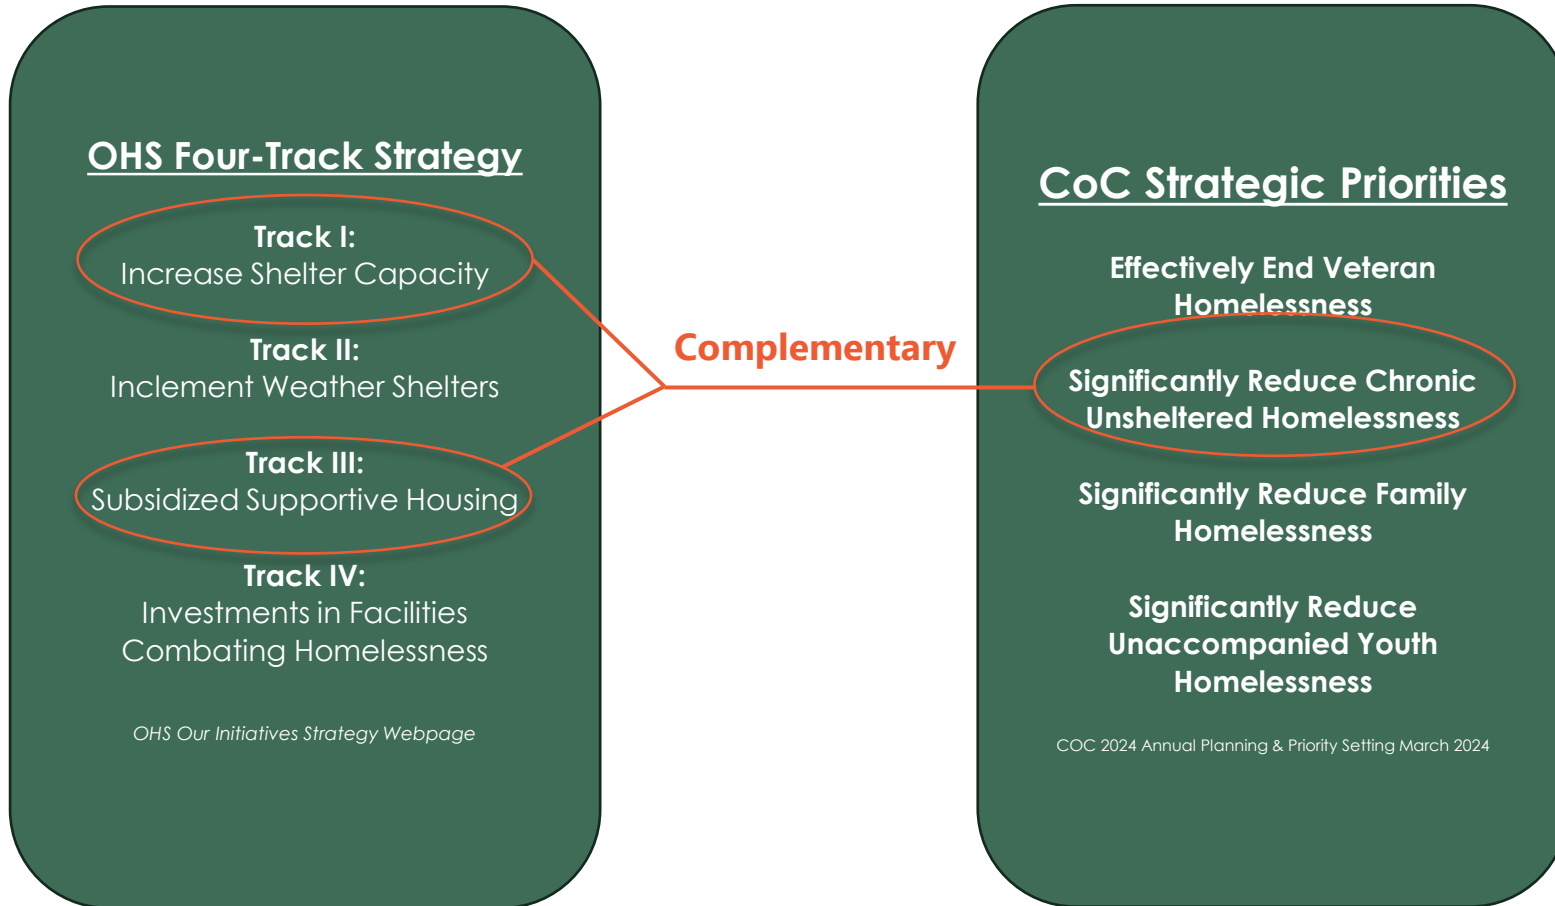 OHS Four-Track Strategy
Track I:
Increase Shelter Capacity
Track II:
Inclement Weather Shelters
Track III:
Subsidized Supportive Housing
Track IV:
Investments in Facilities
Combating Homelessness
OHS Our Initiatives Strategy Webpage
Complementary
CoC Strategic Priorities
Effectively End Veteran
Homelessness
Significantly Reduce Chronic
Unsheltered Homelessness
Significantly Reduce Family
Homelessness
Significantly Reduce
Unaccompanied Youth
Homelessness
COC 2024 Annual Planning & Priority Setting March 2024